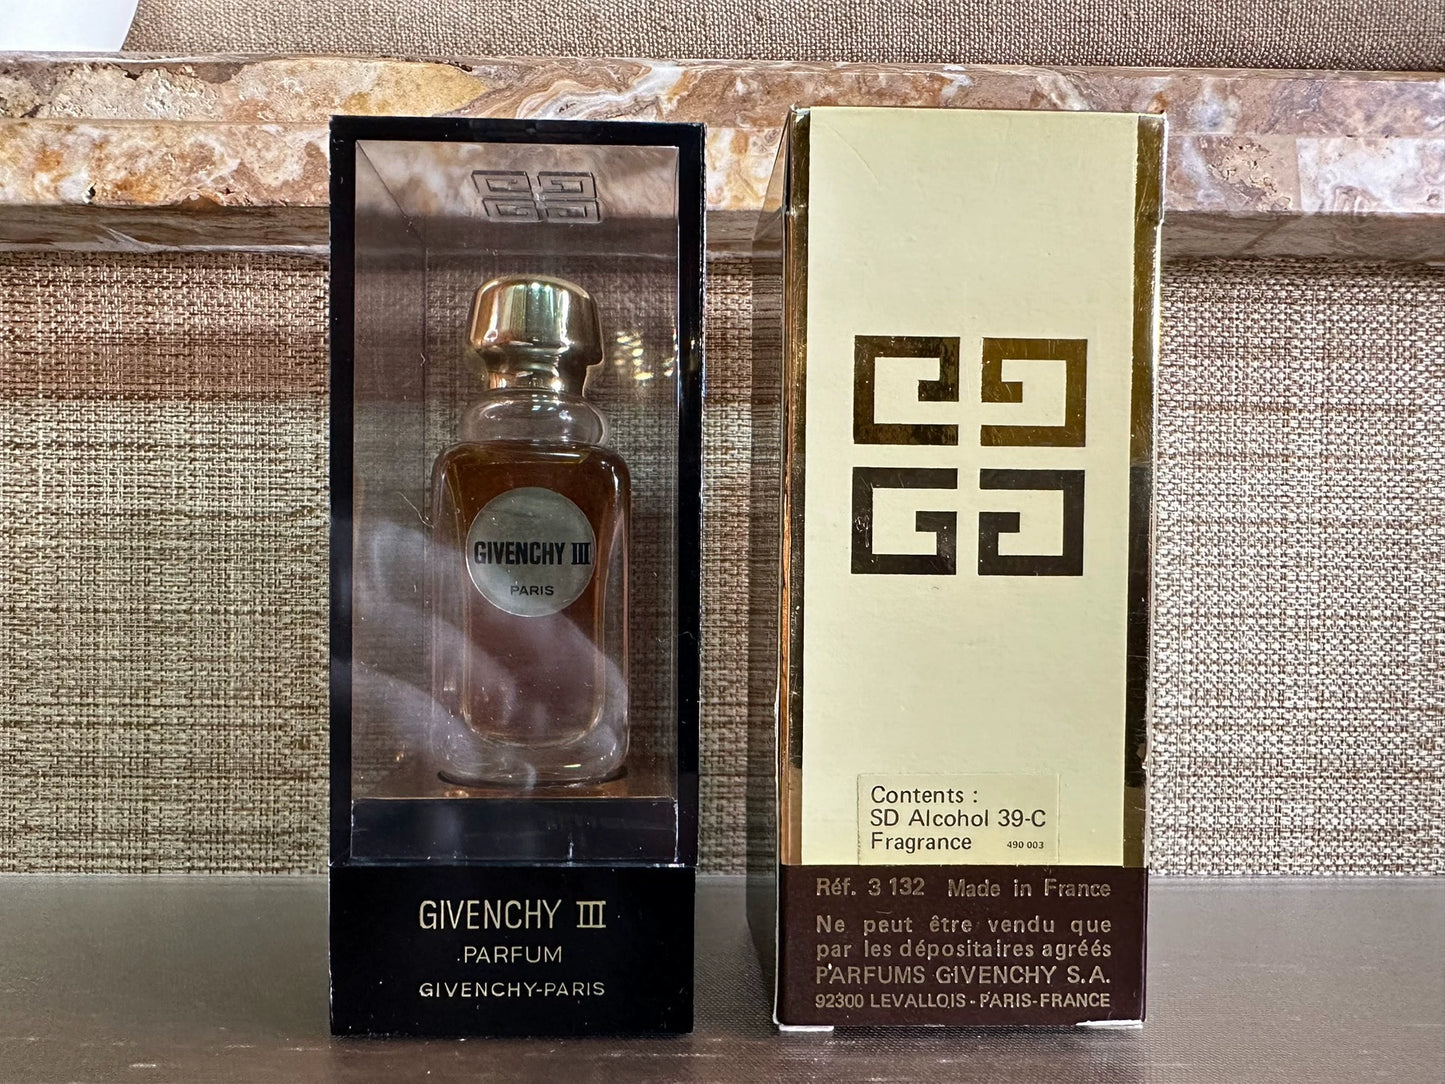 GIVENCHY III
PARIS
GIVENCHY III
PARFUM
GIVENCHY-PARIS
Contents :
SD Alcohol 39-C
Fragrance 490 003
Réf. 3 132 Made in France
Ne peut être vendu que
par les dépositaires agréés
PARFUMS GIVENCHY S.A.
92300 LEVALLOIS - PARIS-FRANCE